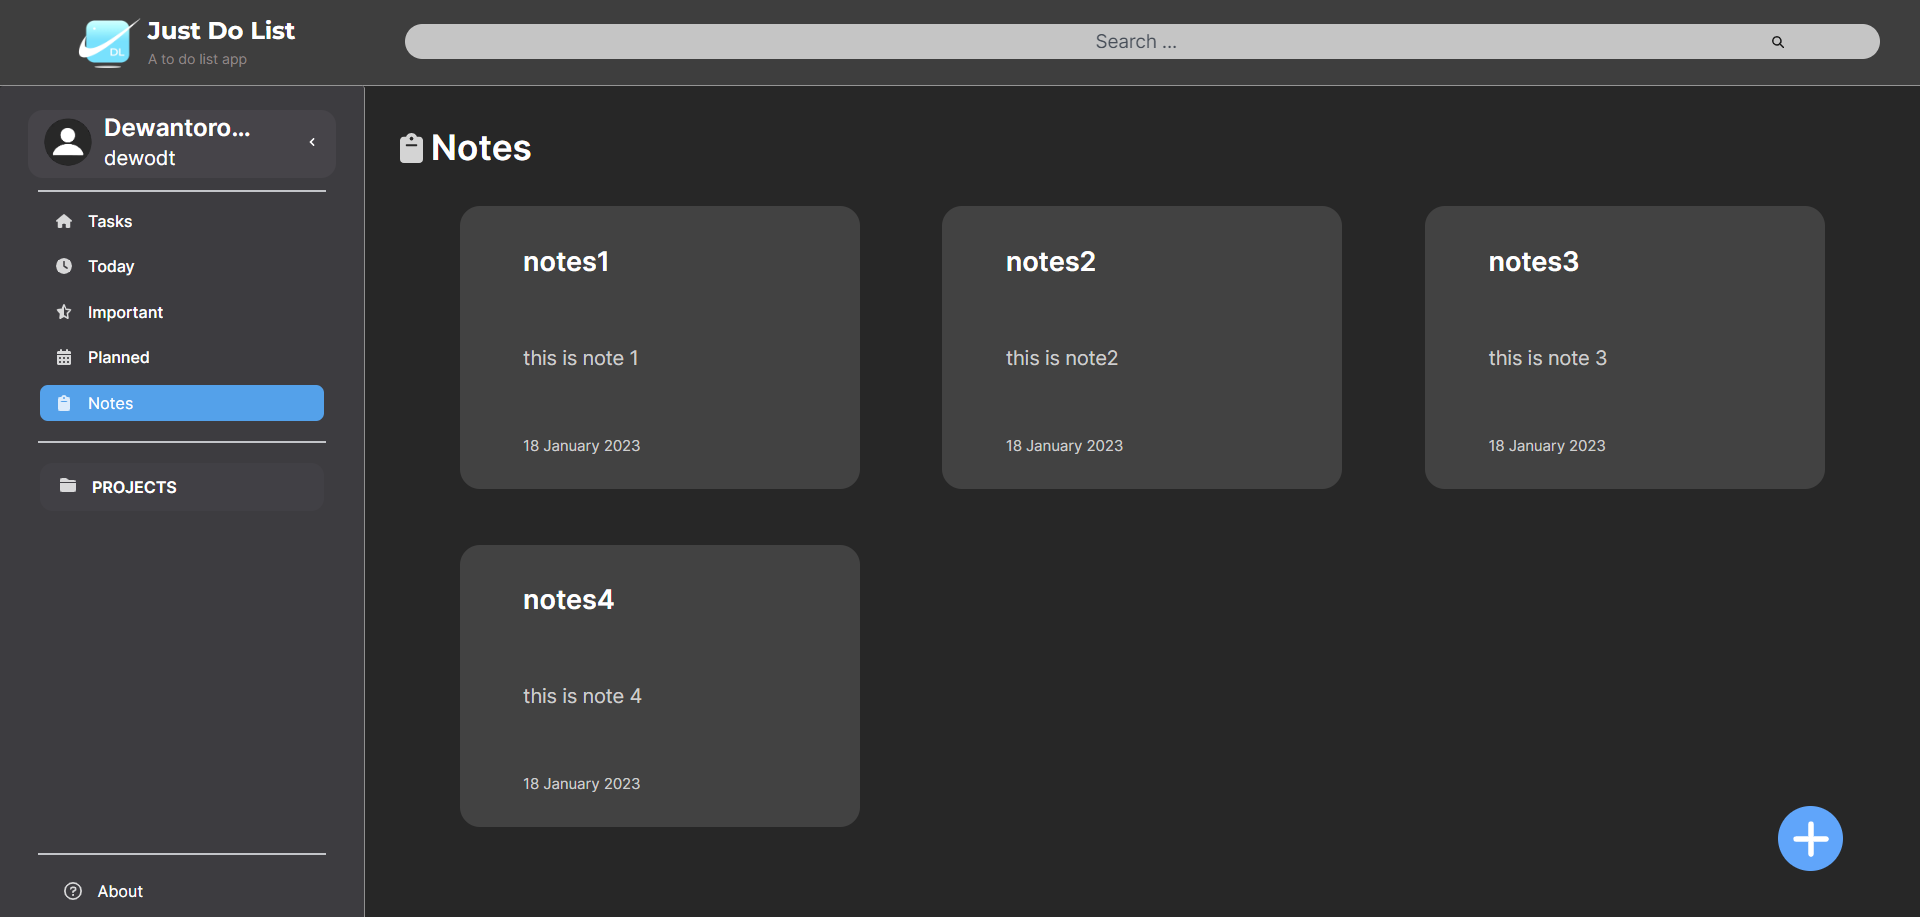 Just Do List
A to do list app
DL
Search ...
Dewantoro...
dewodt
Tasks
Today
Important
Planned
Notes
PROJECTS
About
Notes
notes1
this is note 1
18 January 2023
notes2
this is note2
18 January 2023
notes3
this is note 3
18 January 2023
notes4
this is note 4
18 January 2023